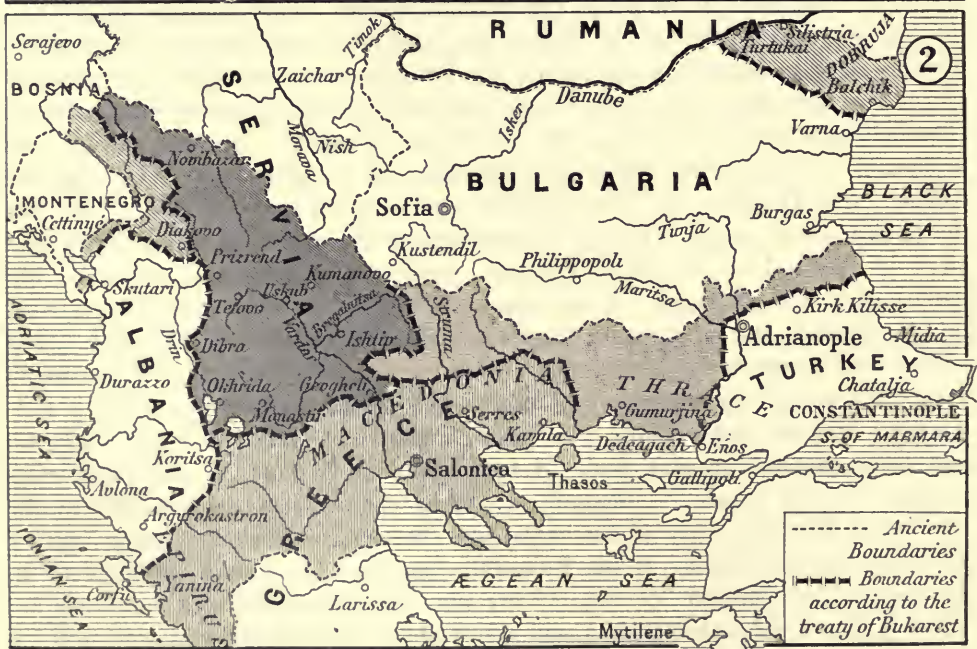 RUMANIA
Serajevo
Timok
Silistria
Turtukai
DOBRUJA
2
Zaichar
BOSNIA
Balchik
Danube
Isker
SERVIA
Morava
Nish
Varna
Novibazar
BULGARIA
BLACK
SEA
MONTENEGRO
Cettinye
Sofia
Burgas
Diakovo
Tunja
Kustendil
Philippopoli
Prizrend
Kumanovo
Maritsa
Skutari
Uskub
Kirk Kilisse
Tetovo
Bregalnitsa
Struma
Adrianople
ADRIATIC SEA
ALBANIA
Drin
Vardar
Ishtip
Midia
Dibra
TURKEY
Durazzo
Chatalja
Okhrida
Gevgheli
MACEDONIA
THRACE
CONSTANTINOPLE
Monastir
Serres
Gumurjina
Kavala
Dedeagach
Enos
S. OF MARMARA
Koritsa
GREECE
Salonica
Thasos
Gallipoli
Avlona
Argyrokastron
Ancient
Boundaries
IONIAN SEA
EPIRUS
ÆGEAN SEA
Boundaries
according to the
treaty of Bukarest
Corfu
Yanina
Larissa
Mytilene